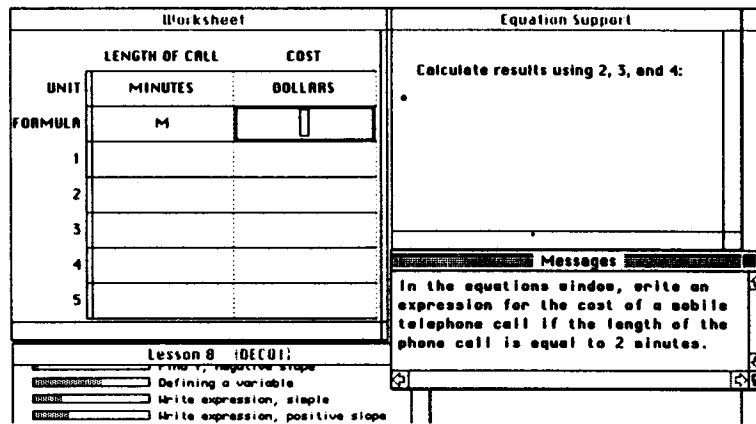 Worksheet
LENGTH OF CALL COST
UNIT MINUTES DOLLARS
FORMULA M
1
2
3
4
5
Equation Support
Calculate results using 2, 3, and 4:
Messages
In the equations window, write an
expression for the cost of a mobile
telephone call if the length of the
phone call is equal to 2 minutes.
Lesson 8 (DEC01)
Find Y, negative slope
Defining a variable
Write expression, simple
Write expression, positive slope